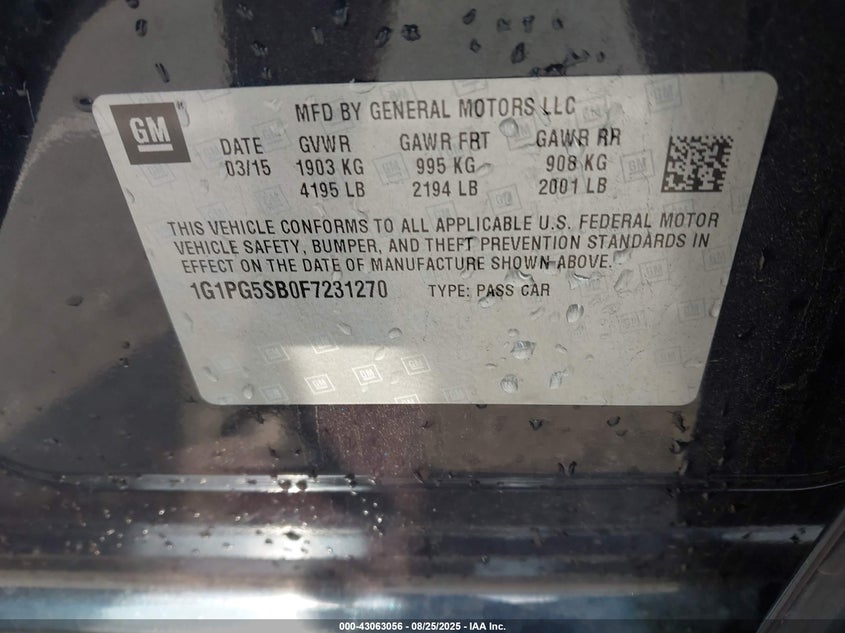 GM
MFD BY GENERAL MOTORS LLC
DATE GVWR GAWR FRT GAWR RR
03/15 1903 KG 995 KG 908 KG
4195 LB 2194 LB 2001 LB
THIS VEHICLE CONFORMS TO ALL APPLICABLE U.S. FEDERAL MOTOR
VEHICLE SAFETY, BUMPER, AND THEFT PREVENTION STANDARDS IN
EFFECT ON THE DATE OF MANUFACTURE SHOWN ABOVE.
1G1PG5SB0F7231270 TYPE: PASS CAR
000-43063056 - 08/25/2025 - IAA Inc.